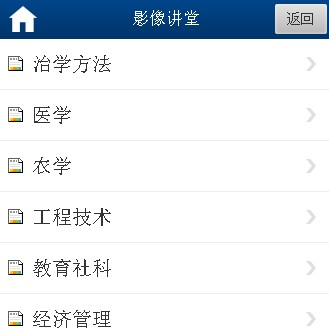 影像讲堂
返回
治学方法
医学
农学
工程技术
教育社科
经济管理